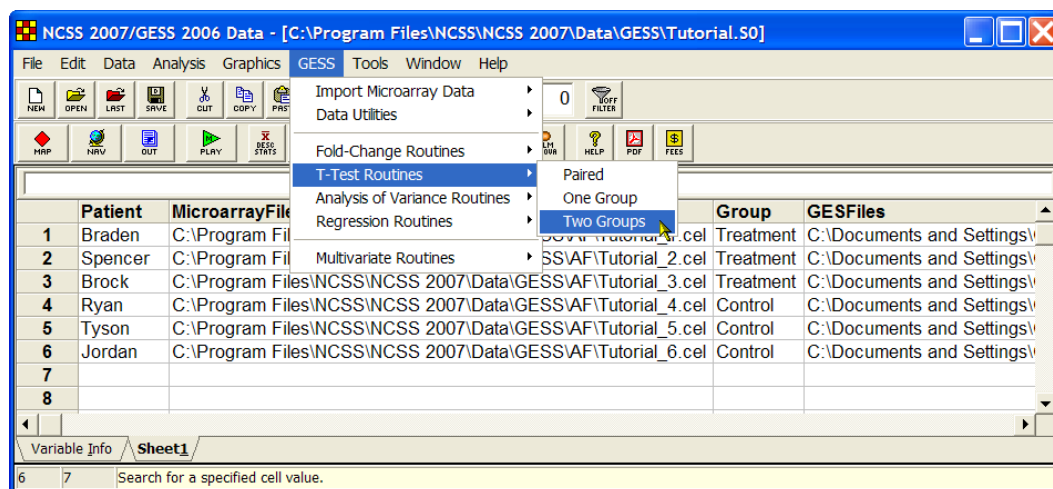 NCSS 2007/GESS 2006 Data - [C:\Program Files\NCSS\NCSS 2007\Data\GESS\Tutorial.S0]
File Edit Data Analysis Graphics GESS Tools Window Help
NEW OPEN LAST SAVE CUT COPY PAST 0 OFF FILTER
MAP NAV OUT PLAY DESC STATS HELP PDF FEES
Import Microarray Data
Data Utilities
Fold-Change Routines
T-Test Routines
Analysis of Variance Routines
Regression Routines
Multivariate Routines
Paired
One Group
Two Groups
Patient MicroarrayFile Group GESFiles
1 Braden C:\Program Fil .cel Treatment C:\Documents and Settings\
2 Spencer C:\Program Fil ESS\AF\Tutorial_2.cel Treatment C:\Documents and Settings\
3 Brock C:\Program Files\NCSS\NCSS 2007\Data\GESS\AF\Tutorial_3.cel Treatment C:\Documents and Settings\
4 Ryan C:\Program Files\NCSS\NCSS 2007\Data\GESS\AF\Tutorial_4.cel Control C:\Documents and Settings\
5 Tyson C:\Program Files\NCSS\NCSS 2007\Data\GESS\AF\Tutorial_5.cel Control C:\Documents and Settings\
6 Jordan C:\Program Files\NCSS\NCSS 2007\Data\GESS\AF\Tutorial_6.cel Control C:\Documents and Settings\
7
8
Variable Info Sheet1
6 7 Search for a specified cell value.